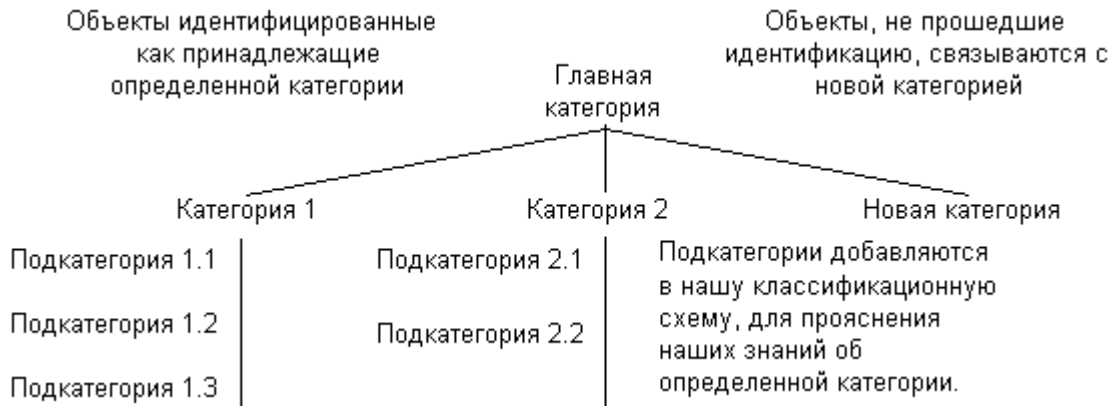 Объекты идентифицированные
как принадлежащие
определенной категории
Объекты, не прошедшие
идентификацию, связываются с
новой категорией
Главная
категория
Категория 1
Категория 2
Новая категория
Подкатегория 1.1
Подкатегория 1.2
Подкатегория 1.3
Подкатегория 2.1
Подкатегория 2.2
Подкатегории добавляются
в нашу классификационную
схему, для прояснения
наших знаний об
определенной категории.